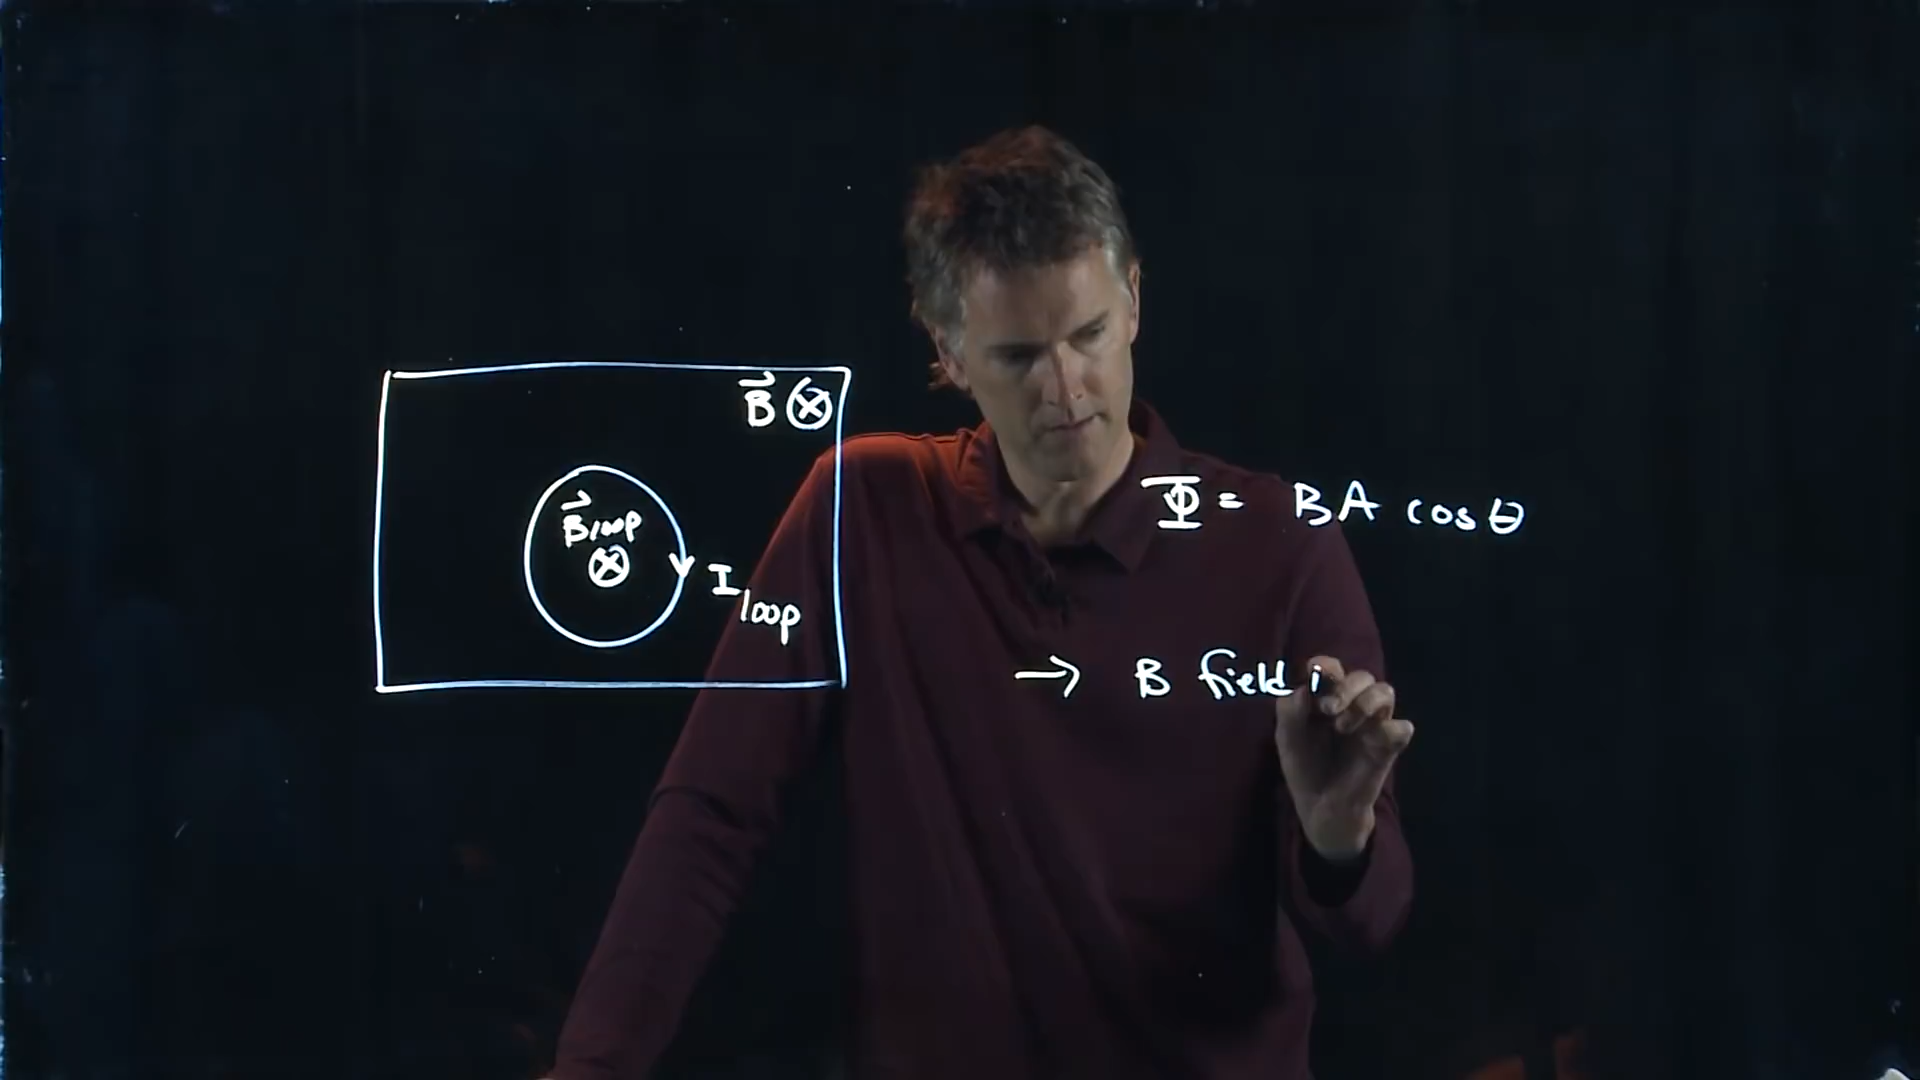 B⃗ ⊗
B⃗loop
⊗
I loop
Φ = BA cos θ
→ B field i